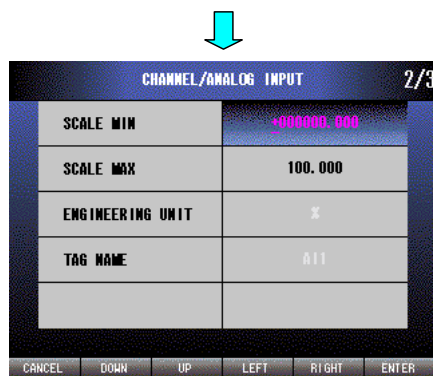 CHANNEL/ANALOG INPUT 2/3
SCALE MIN +000000.000
SCALE MAX 100.000
ENGINEERING UNIT %
TAG NAME AI1
CANCEL DOWN UP LEFT RIGHT ENTER